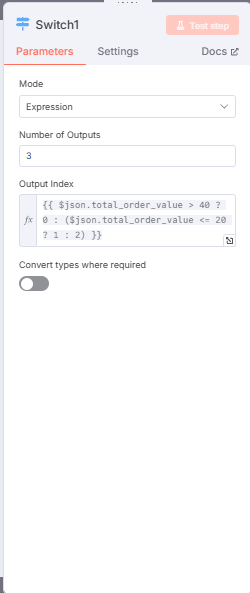 Switch1
Test step
Parameters
Settings
Docs
Mode
Expression
Number of Outputs
3
Output Index
fx
{{ $json.total_order_value > 40 ?
0 : ($json.total_order_value <= 20
? 1 : 2) }}
Convert types where required